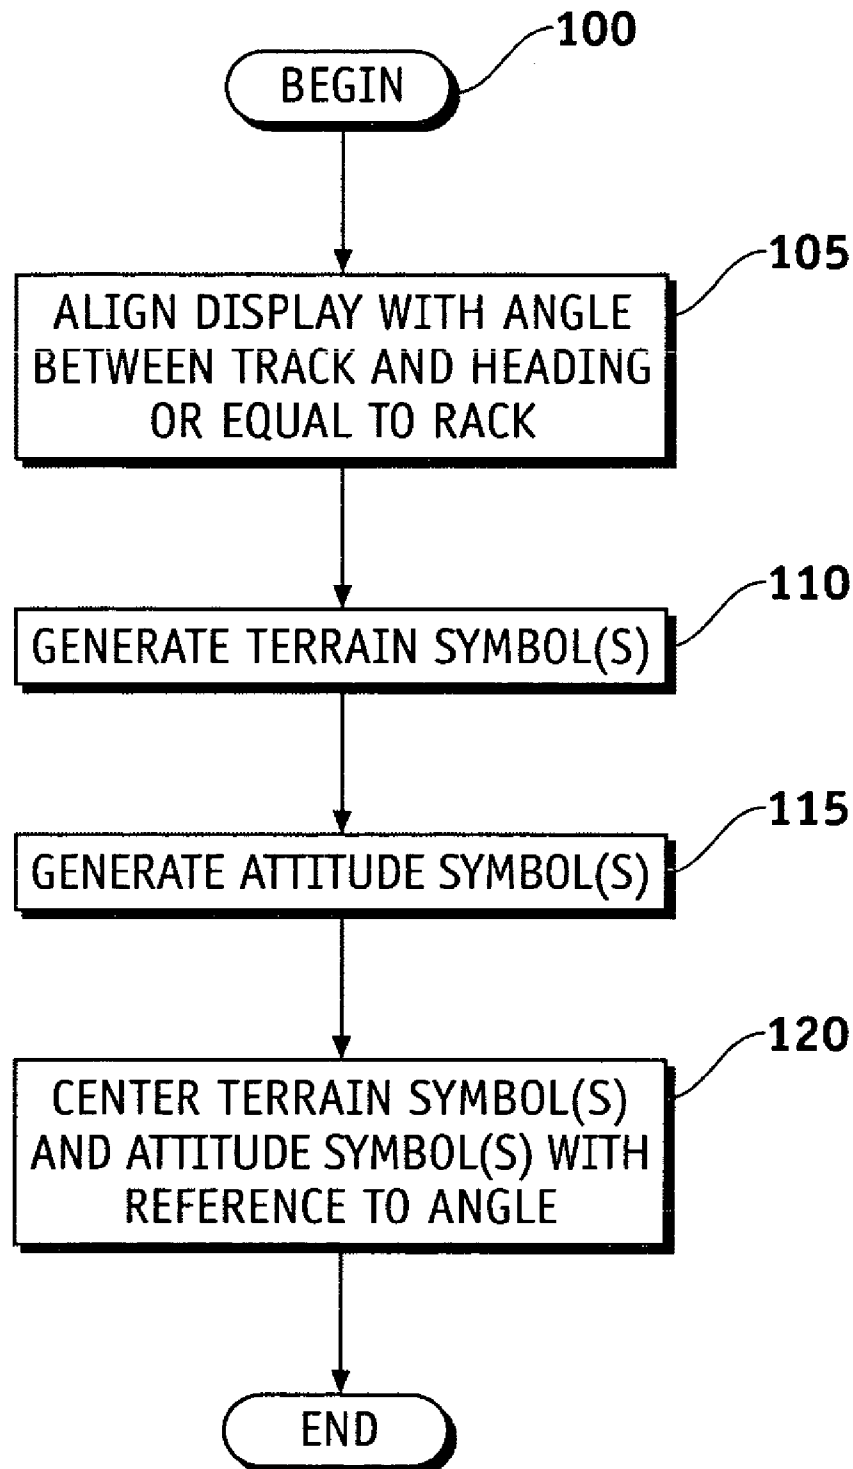 100
BEGIN
105
ALIGN DISPLAY WITH ANGLE
BETWEEN TRACK AND HEADING
OR EQUAL TO RACK
110
GENERATE TERRAIN SYMBOL(S)
115
GENERATE ATTITUDE SYMBOL(S)
120
CENTER TERRAIN SYMBOL(S)
AND ATTITUDE SYMBOL(S) WITH
REFERENCE TO ANGLE
END